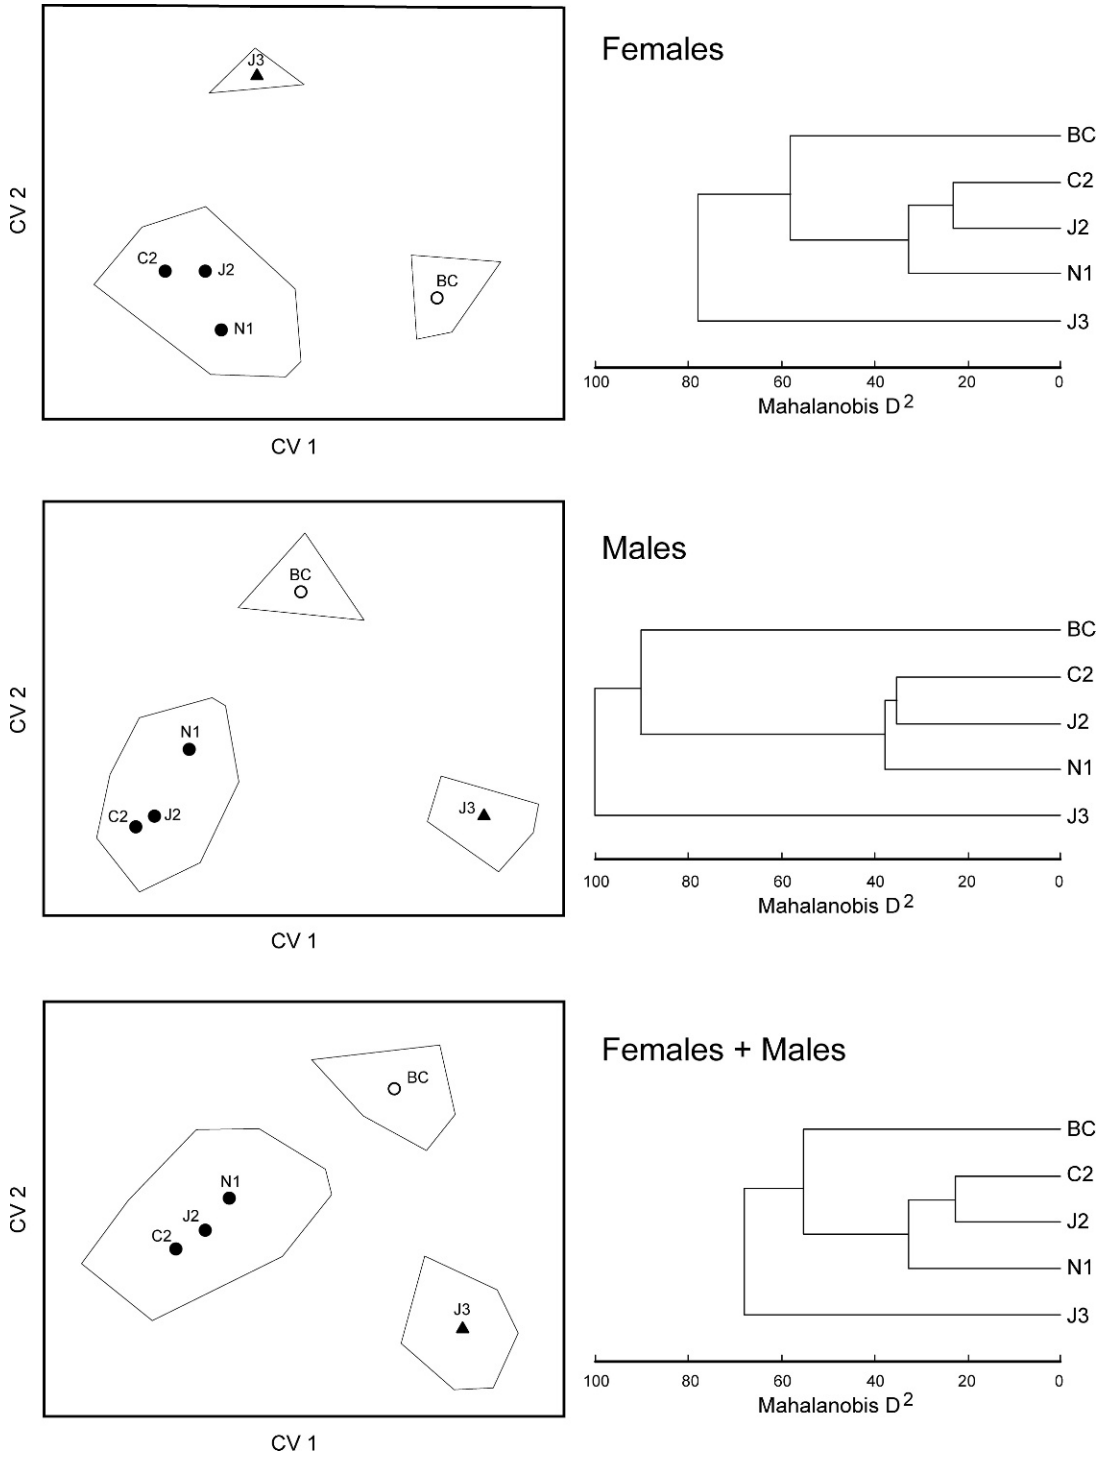 Females
J3
CV 2
C2
J2
N1
BC
CV 1
BC
C2
J2
N1
J3
100 80 60 40 20 0
Mahalanobis D²
Males
BC
CV 2
N1
C2
J2
J3
CV 1
BC
C2
J2
N1
J3
100 80 60 40 20 0
Mahalanobis D²
Females + Males
BC
CV 2
N1
J2
C2
J3
CV 1
BC
C2
J2
N1
J3
100 80 60 40 20 0
Mahalanobis D²